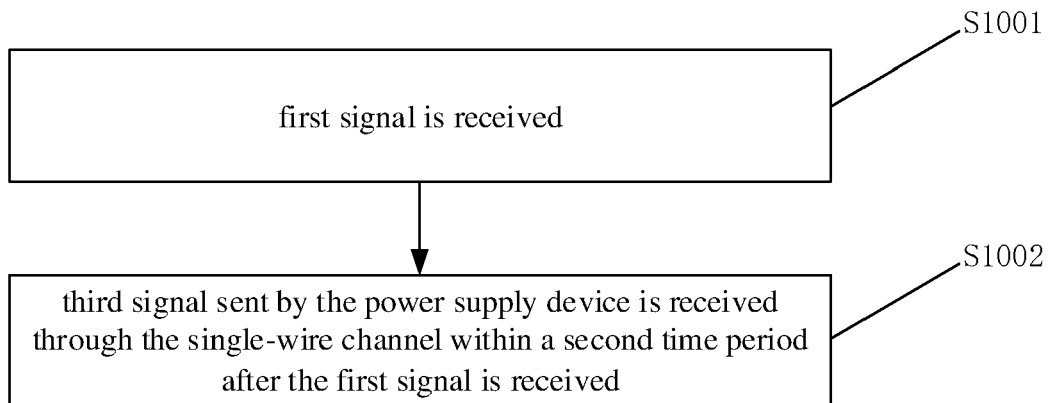 S1001
first signal is received
S1002
third signal sent by the power supply device is received
through the single-wire channel within a second time period
after the first signal is received